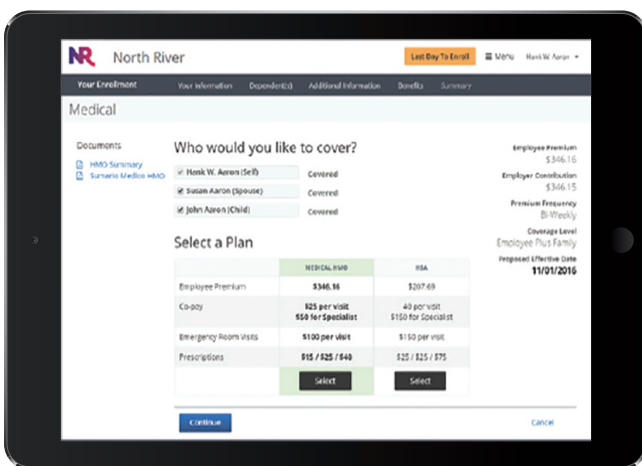 NR North River
Last Day To Enroll
Menu
Hank W. Aaron
Your Enrollment
Your Information
Dependent(s)
Additional Information
Benefits
Summary
Medical
Documents
HMO Summary
Sumario Medico HMO
Who would you like to cover?
Hank W. Aaron (Self) Covered
Susan Aaron (Spouse) Covered
John Aaron (Child) Covered
Employee Premium
$346.16
Employer Contribution
$346.15
Premium Frequency
Bi-Weekly
Coverage Level
Employee Plus Family
Proposed Effective Date
11/01/2016
Select a Plan
MEDICAL HMO HSA
Employee Premium $346.16 $207.69
Co-pay $25 per visit 40 per visit
$50 for Specialist $150 for Specialist
Emergency Room Visits $100 per visit $150 per visit
Prescriptions $15 / $25 / $40 $25 / $25 / $75
Select Select
Continue
Cancel